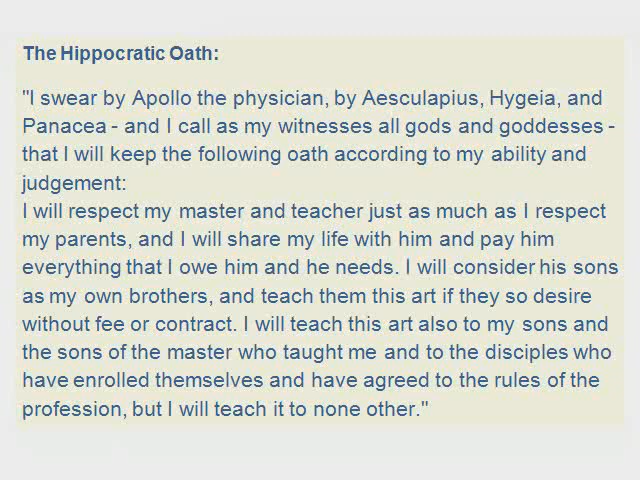 The Hippocratic Oath:
"I swear by Apollo the physician, by Aesculapius, Hygeia, and
Panacea - and I call as my witnesses all gods and goddesses -
that I will keep the following oath according to my ability and
judgement:
I will respect my master and teacher just as much as I respect
my parents, and I will share my life with him and pay him
everything that I owe him and he needs. I will consider his sons
as my own brothers, and teach them this art if they so desire
without fee or contract. I will teach this art also to my sons and
the sons of the master who taught me and to the disciples who
have enrolled themselves and have agreed to the rules of the
profession, but I will teach it to none other."